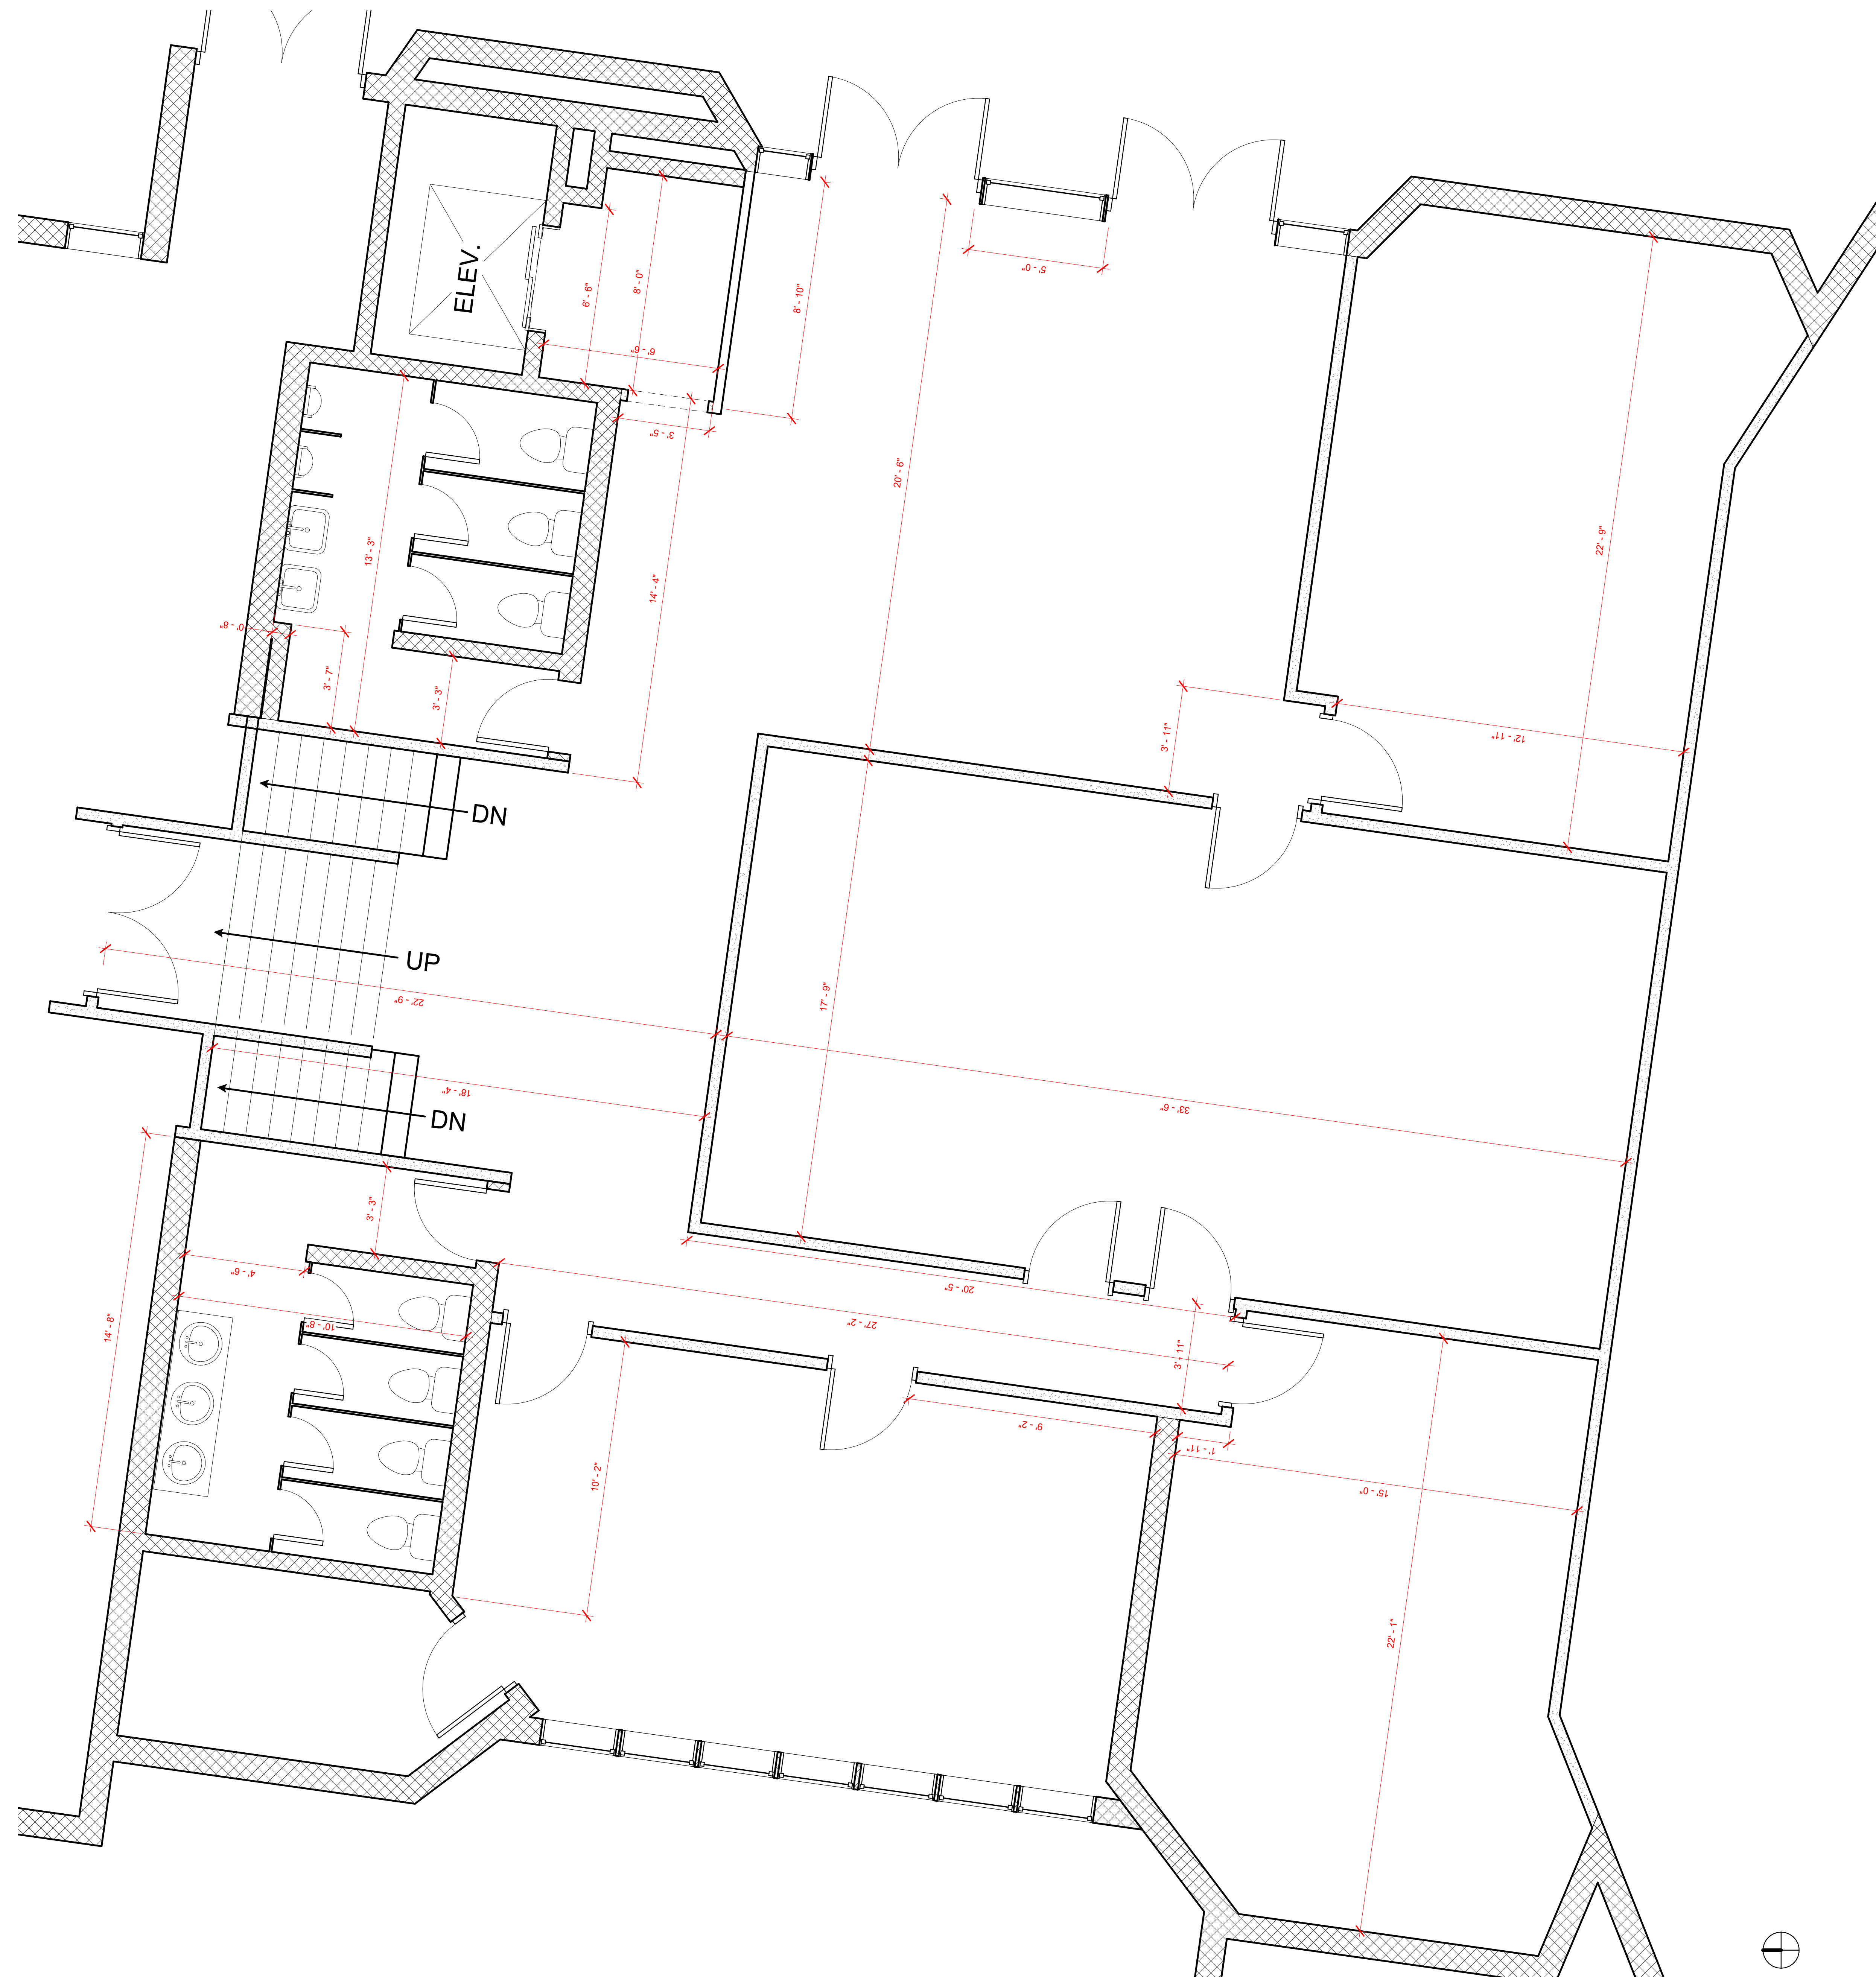 ELEV.
6' - 6"
8' - 0"
8' - 10"
5' - 0"
6' - 6"
3' - 5"
20' - 6"
22' - 9"
13' - 3"
14' - 4"
0' - 8"
3' - 7"
3' - 3"
3' - 11"
12' - 11"
DN
UP
22' - 9"
17' - 9"
18' - 4"
33' - 6"
DN
3' - 3"
4' - 6"
10' - 8"
14' - 8"
20' - 5"
27' - 2"
3' - 11"
9' - 2"
1' - 11"
10' - 2"
15' - 0"
22' - 1"